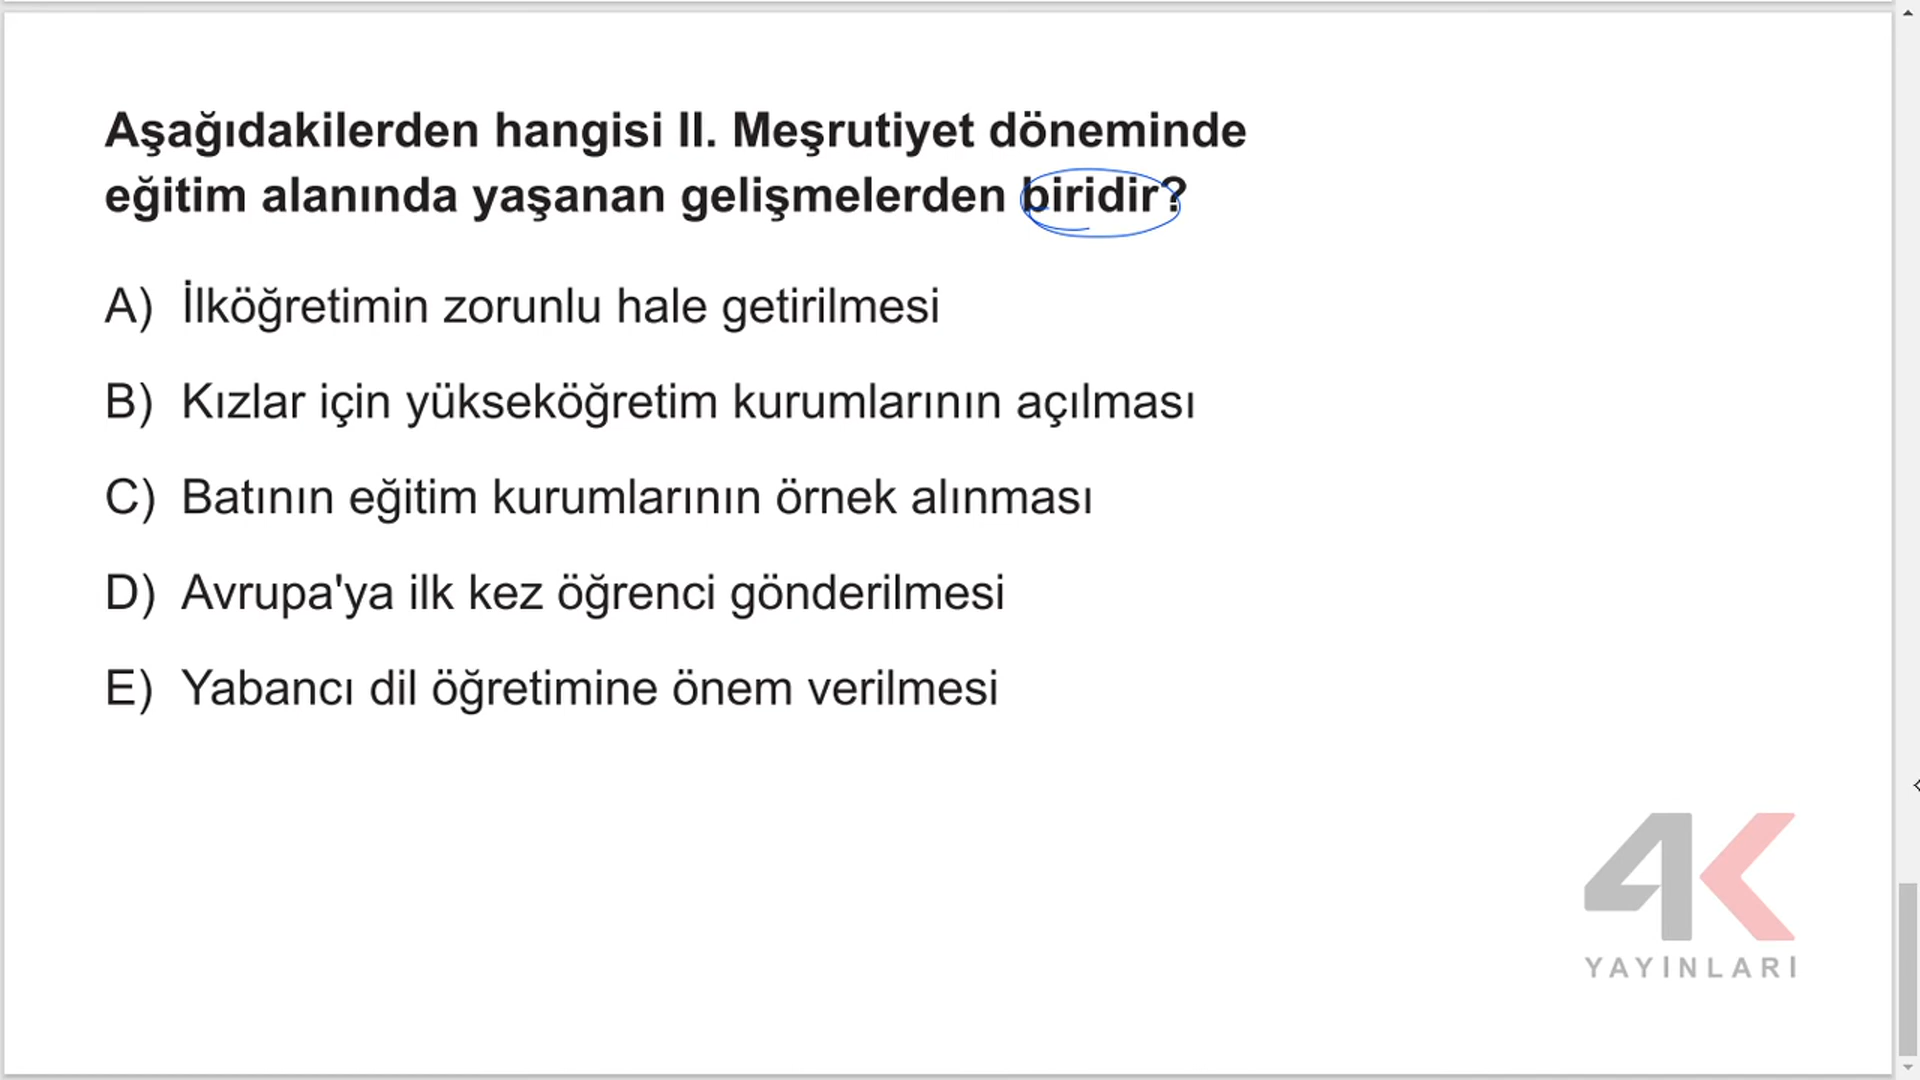 Aşağıdakilerden hangisi II. Meşrutiyet döneminde
eğitim alanında yaşanan gelişmelerden biridir?
A) İlköğretimin zorunlu hale getirilmesi
B) Kızlar için yükseköğretim kurumlarının açılması
C) Batının eğitim kurumlarının örnek alınması
D) Avrupa'ya ilk kez öğrenci gönderilmesi
E) Yabancı dil öğretimine önem verilmesi
4K
YAYINLARI